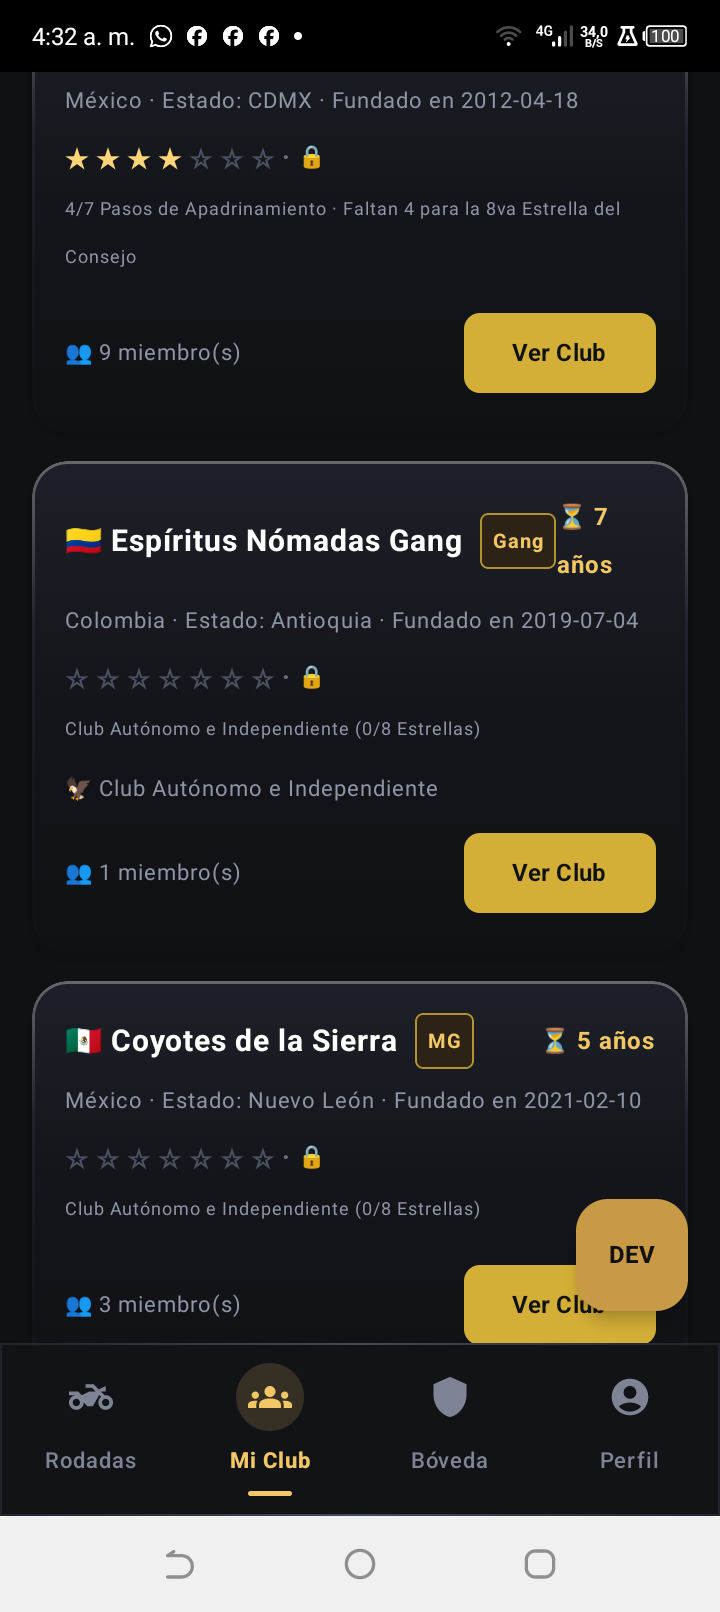 4:32 a. m.
4G 34,0 B/S 100
México · Estado: CDMX · Fundado en 2012-04-18
4/7 Pasos de Apadrinamiento · Faltan 4 para la 8va Estrella del
Consejo
9 miembro(s)
Ver Club
Espíritus Nómadas Gang
Gang
7
años
Colombia · Estado: Antioquia · Fundado en 2019-07-04
Club Autónomo e Independiente (0/8 Estrellas)
Club Autónomo e Independiente
1 miembro(s)
Ver Club
Coyotes de la Sierra
MG
5 años
México · Estado: Nuevo León · Fundado en 2021-02-10
Club Autónomo e Independiente (0/8 Estrellas)
DEV
3 miembro(s)
Ver Club
Rodadas
Mi Club
Bóveda
Perfil